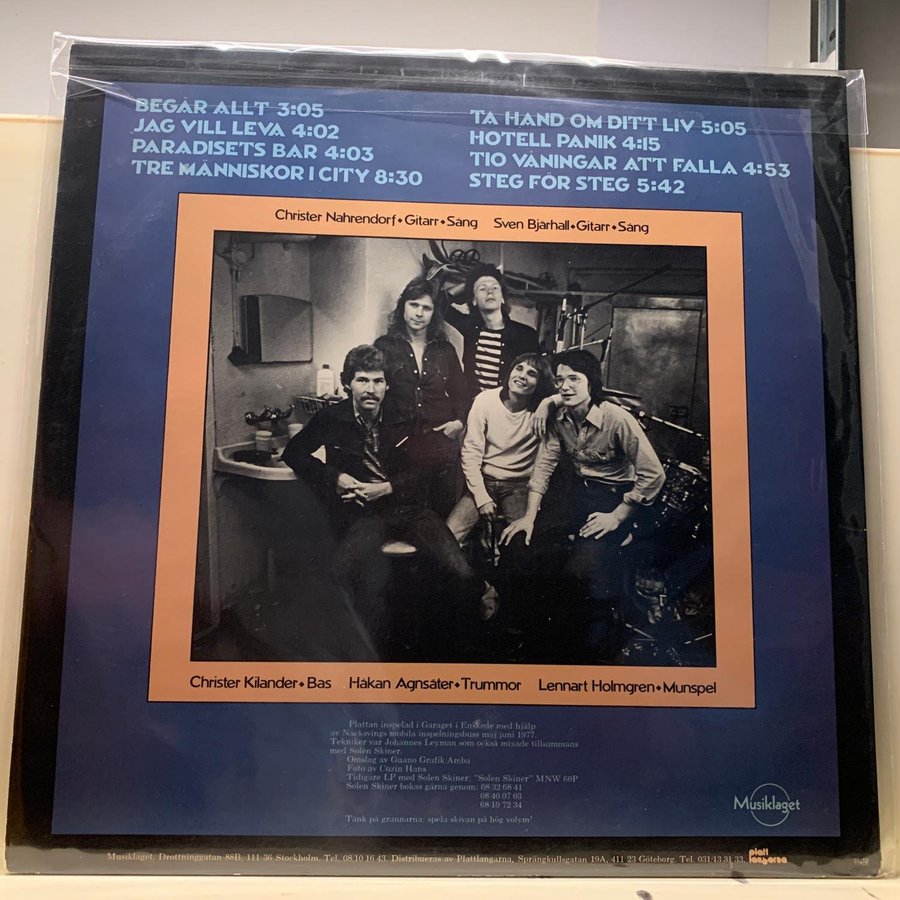 BEGÄR ALLT 3:05
JAG VILL LEVA 4:02
PARADISETS BAR 4:03
TRE MÄNNISKOR I CITY 8:30
TA HAND OM DITT LIV 5:05
HOTELL PANIK 4:15
TIO VÅNINGAR ATT FALLA 4:53
STEG FÖR STEG 5:42
Christer Nahrendorf • Gitarr • Sång Sven Bjärhall • Gitarr • Sång
Christer Kilander • Bas Håkan Agnsäter • Trummor Lennart Holmgren • Munspel
Plattan inspelad i Garaget i Enskede med hjälp
av Nacksvings mobila inspelningsbuss maj juni 1977.
Tekniker var Johannes Leyman som också mixade tillsammans
med Solen Skiner.
Omslag av Guano Grafik Amba
Foto av Cuzin Hans
Tidigare LP med Solen Skiner: "Solen Skiner" MNW 60P
Solen Skiner bokas gärna genom: 08 32 68 41
08 40 07 63
08 10 72 34
Tänk på grannarna; spela skivan på hög volym!
Musiklaget
Musiklaget, Drottninggatan 88B, 111 36 Stockholm. Tel. 08 10 16 43. Distribueras av Plattlangarna, Sprängkullsgatan 19A, 411 23 Göteborg. Tel. 031 13 31 33.
platt
langarna